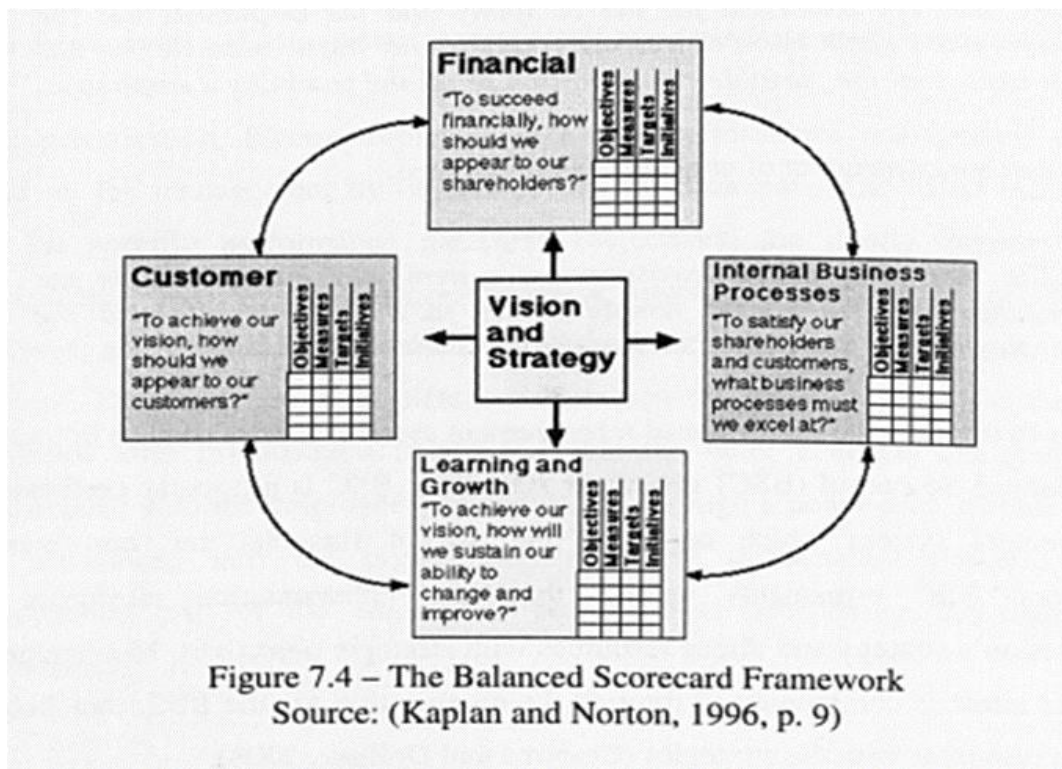 Financial
"To succeed
financially, how
should we
appear to our
shareholders?"
Objectives
Measures
Targets
Initiatives
Customer
"To achieve our
vision, how
should we
appear to our
customers?"
Objectives
Measures
Targets
Initiatives
Vision
and
Strategy
Internal Business
Processes
"To satisfy our
shareholders
and customers,
what business
processes must
we excel at?"
Objectives
Measures
Targets
Initiatives
Learning and
Growth
"To achieve our
vision, how will
we sustain our
ability to
change and
improve?"
Objectives
Measures
Targets
Initiatives
Figure 7.4 – The Balanced Scorecard Framework
Source: (Kaplan and Norton, 1996, p. 9)